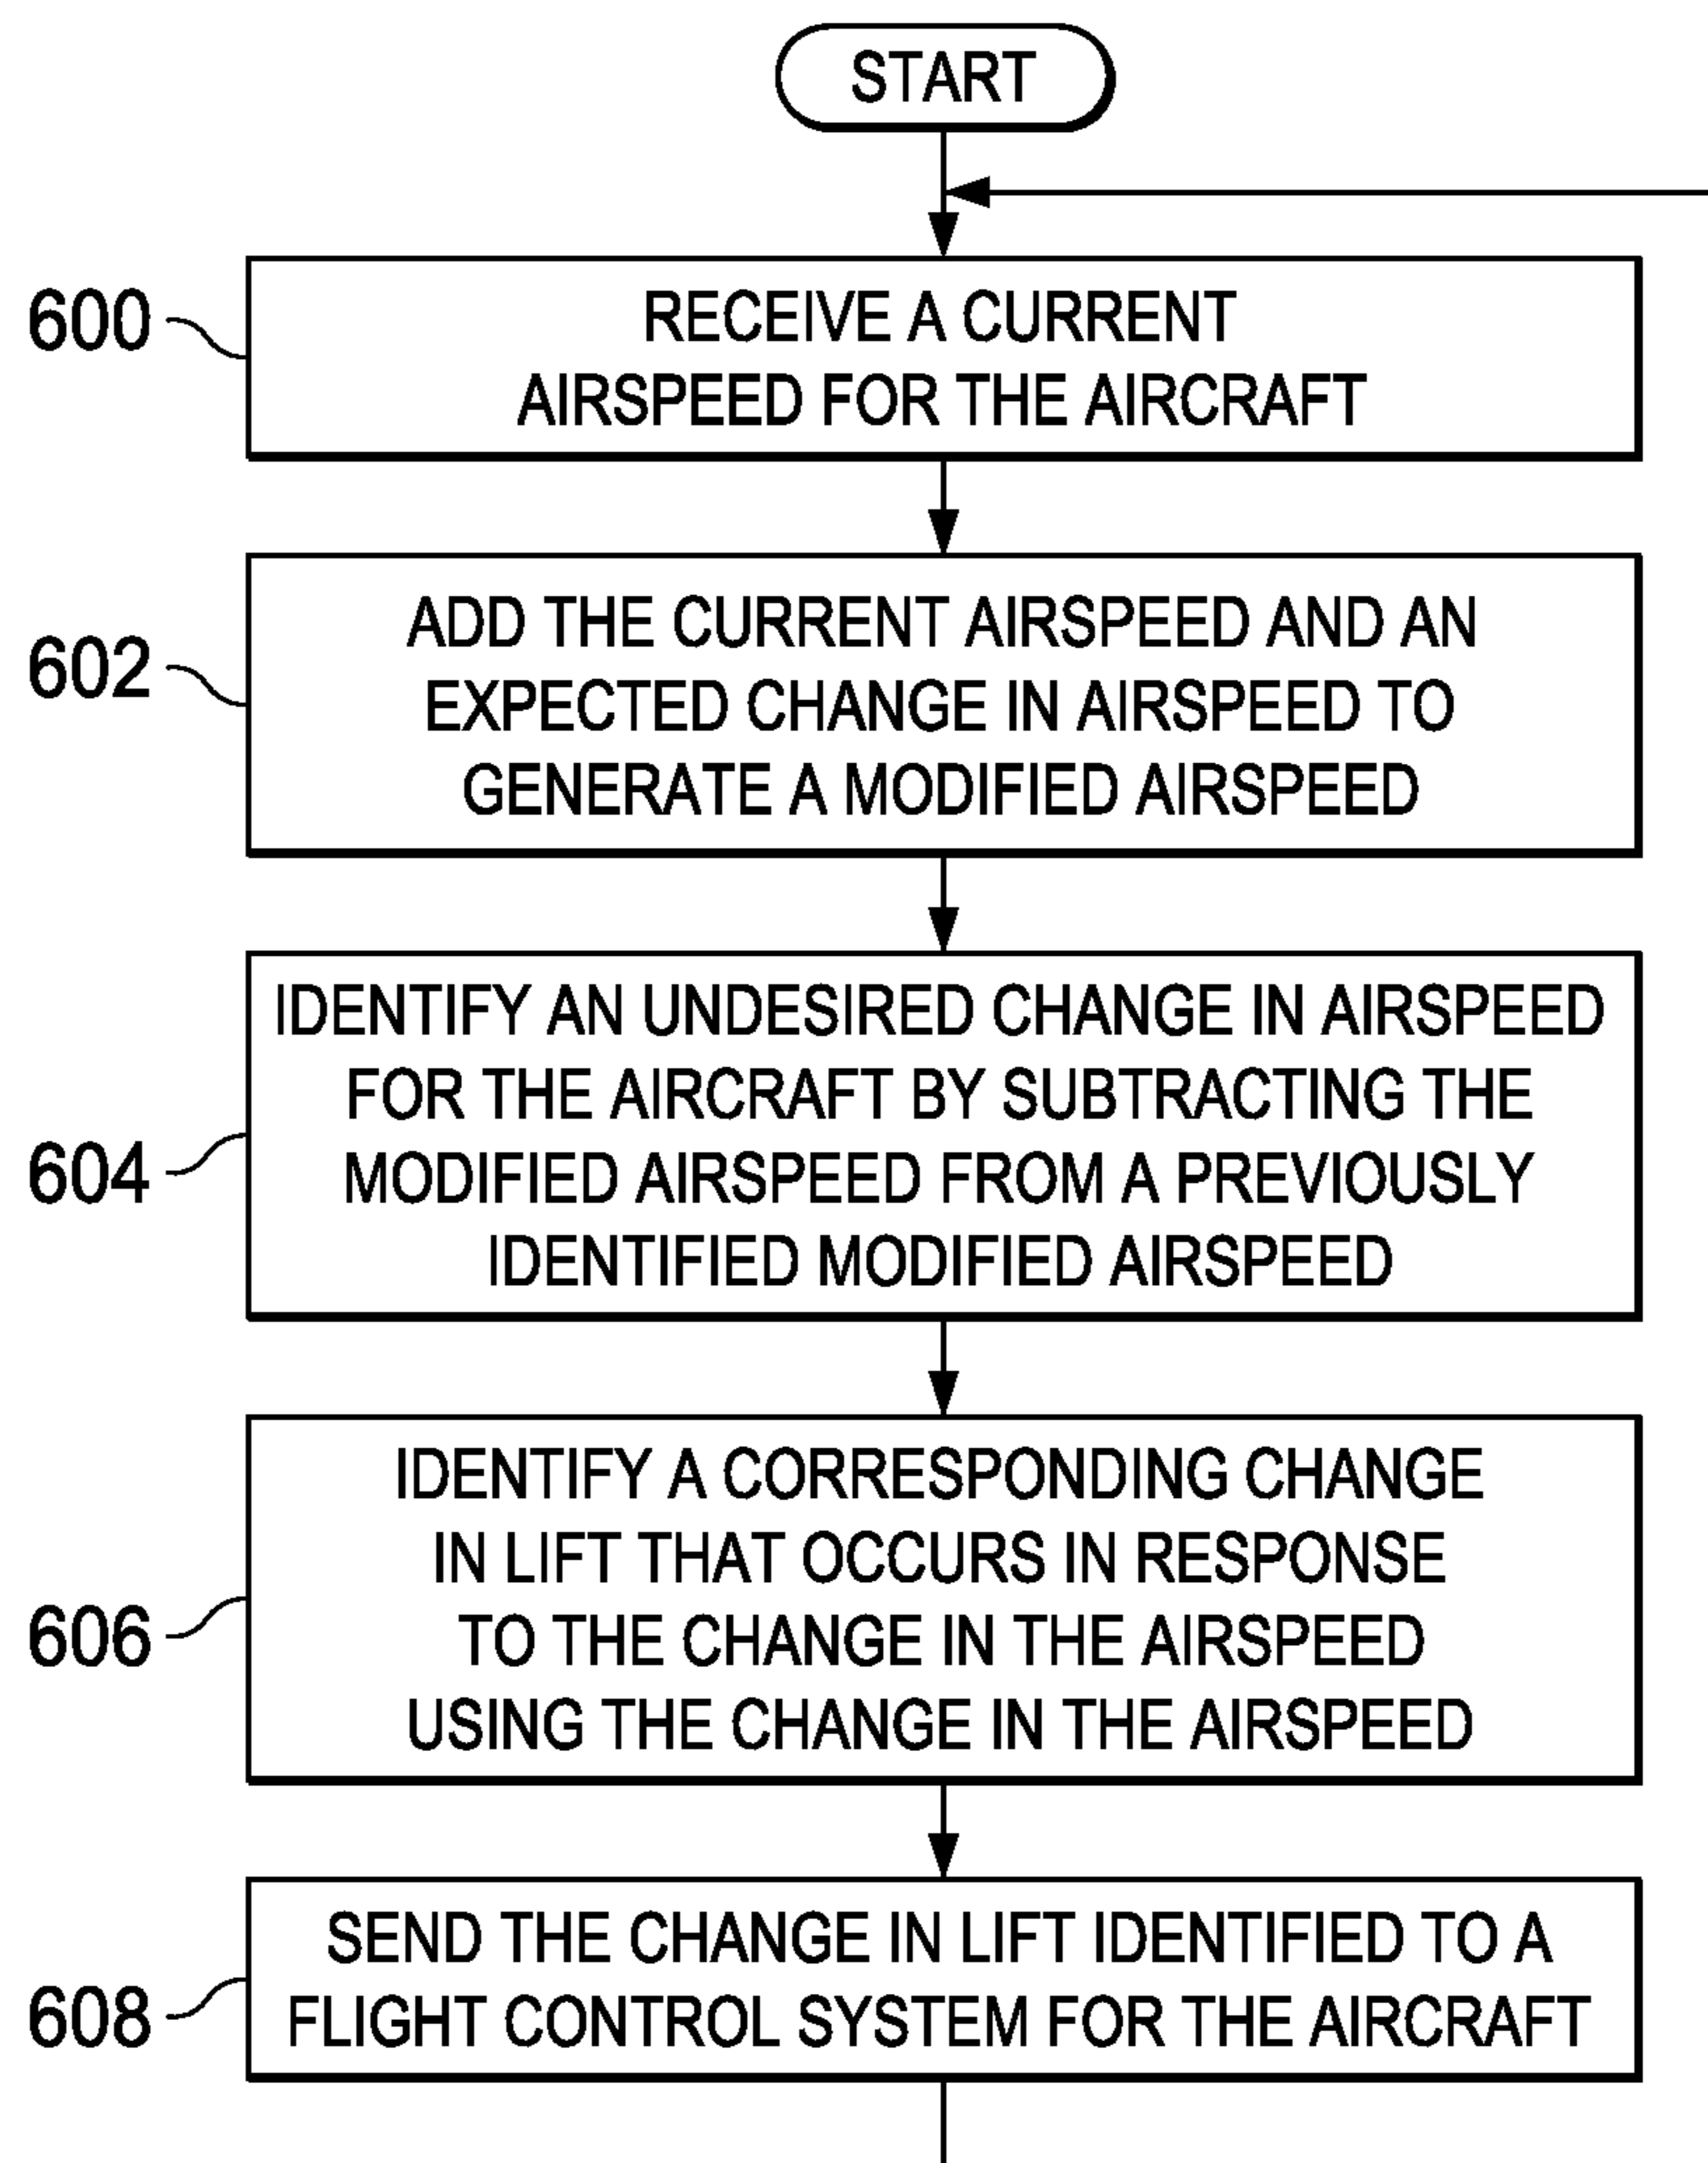 START
600
RECEIVE A CURRENT
AIRSPEED FOR THE AIRCRAFT
602
ADD THE CURRENT AIRSPEED AND AN
EXPECTED CHANGE IN AIRSPEED TO
GENERATE A MODIFIED AIRSPEED
604
IDENTIFY AN UNDESIRED CHANGE IN AIRSPEED
FOR THE AIRCRAFT BY SUBTRACTING THE
MODIFIED AIRSPEED FROM A PREVIOUSLY
IDENTIFIED MODIFIED AIRSPEED
606
IDENTIFY A CORRESPONDING CHANGE
IN LIFT THAT OCCURS IN RESPONSE
TO THE CHANGE IN THE AIRSPEED
USING THE CHANGE IN THE AIRSPEED
608
SEND THE CHANGE IN LIFT IDENTIFIED TO A
FLIGHT CONTROL SYSTEM FOR THE AIRCRAFT